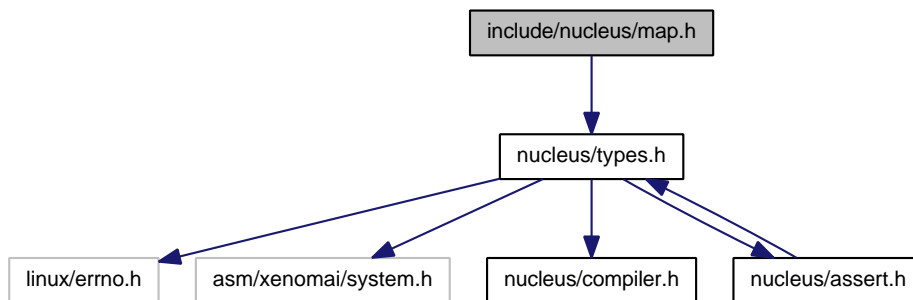 include/nucleus/map.h
nucleus/types.h
linux/errno.h
asm/xenomai/system.h
nucleus/compiler.h
nucleus/assert.h